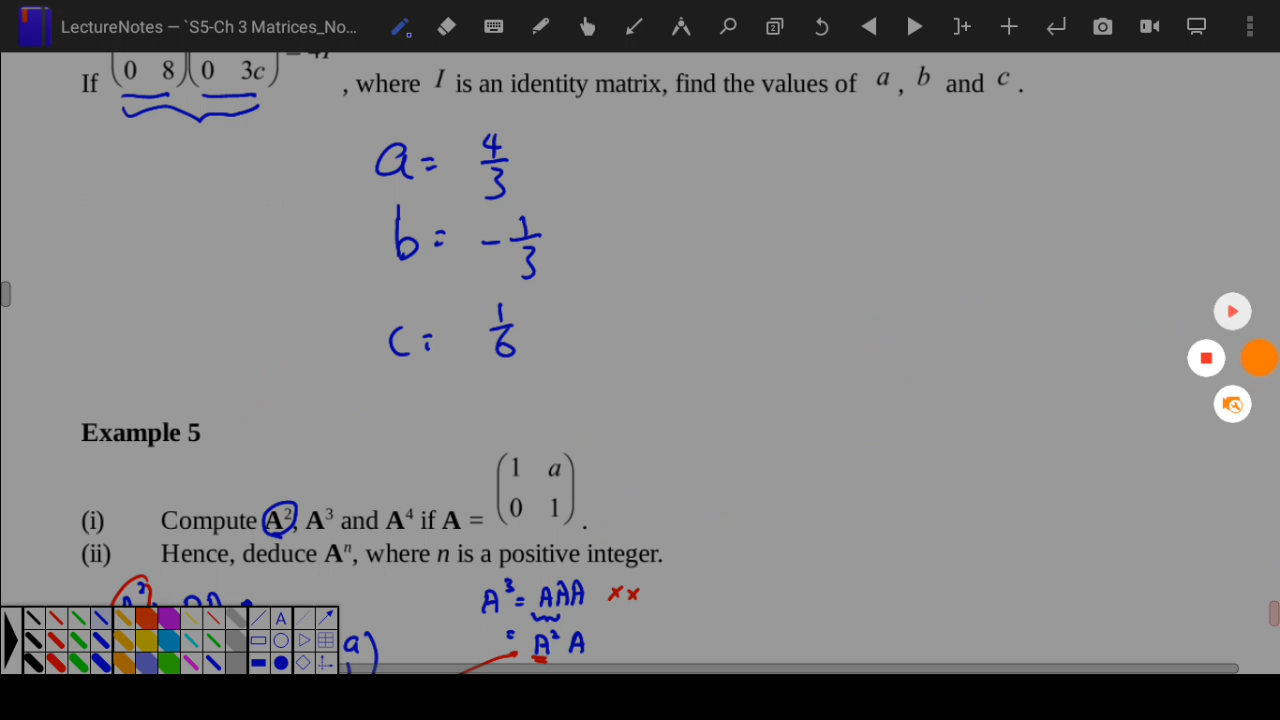 LectureNotes — `S5-Ch 3 Matrices_No...
If (0 8)(0 3c) = 4I, where I is an identity matrix, find the values of a , b and c .
a = 4/3
b = -1/3
c = 1/6
Example 5
(1 a
0 1)
(i) Compute A², A³ and A⁴ if A = .
(ii) Hence, deduce Aⁿ, where n is a positive integer.
A³ = AAA xx
= A² A
a)